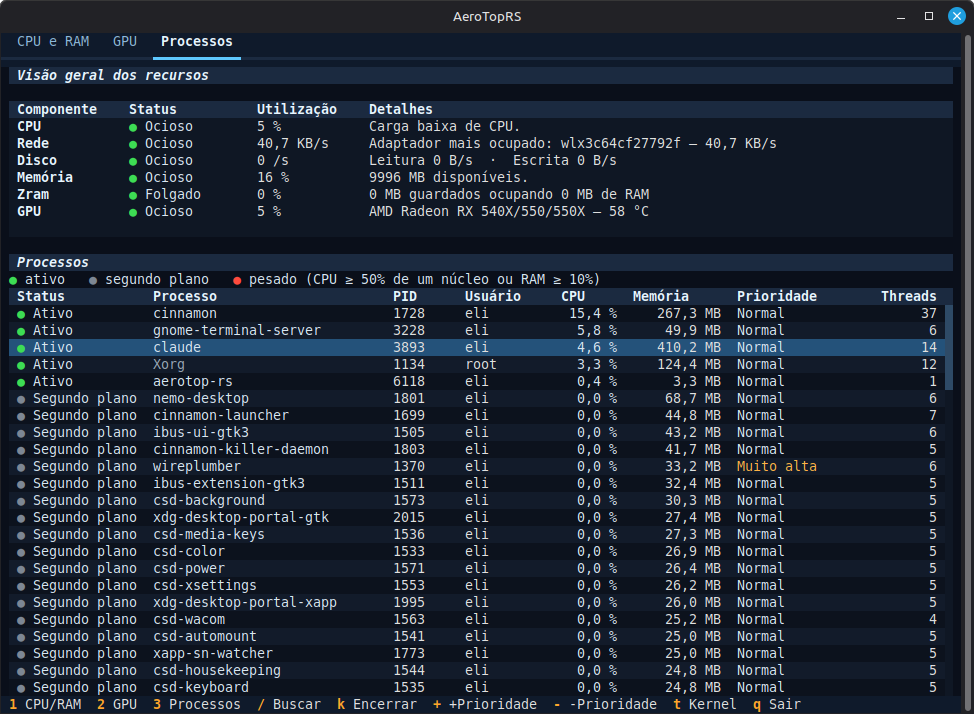 AeroTopRS
CPU e RAM GPU Processos
Visão geral dos recursos
Componente Status Utilização Detalhes
CPU ● Ocioso 5 % Carga baixa de CPU.
Rede ● Ocioso 40,7 KB/s Adaptador mais ocupado: wlx3c64cf27792f — 40,7 KB/s
Disco ● Ocioso 0 /s Leitura 0 B/s · Escrita 0 B/s
Memória ● Ocioso 16 % 9996 MB disponíveis.
Zram ● Folgado 0 % 0 MB guardados ocupando 0 MB de RAM
GPU ● Ocioso 5 % AMD Radeon RX 540X/550/550X — 58 °C
Processos
● ativo ● segundo plano ● pesado (CPU ≥ 50% de um núcleo ou RAM ≥ 10%)
Status Processo PID Usuário CPU Memória Prioridade Threads
● Ativo cinnamon 1728 eli 15,4 % 267,3 MB Normal 37
● Ativo gnome-terminal-server 3228 eli 5,8 % 49,9 MB Normal 6
● Ativo claude 3893 eli 4,6 % 410,2 MB Normal 14
● Ativo Xorg 1134 root 3,3 % 124,4 MB Normal 12
● Ativo aerotop-rs 6118 eli 0,4 % 3,3 MB Normal 1
● Segundo plano nemo-desktop 1801 eli 0,0 % 68,7 MB Normal 6
● Segundo plano cinnamon-launcher 1699 eli 0,0 % 44,8 MB Normal 7
● Segundo plano ibus-ui-gtk3 1505 eli 0,0 % 43,2 MB Normal 6
● Segundo plano cinnamon-killer-daemon 1803 eli 0,0 % 41,7 MB Normal 5
● Segundo plano wireplumber 1370 eli 0,0 % 33,2 MB Muito alta 6
● Segundo plano ibus-extension-gtk3 1511 eli 0,0 % 32,4 MB Normal 5
● Segundo plano csd-background 1573 eli 0,0 % 30,3 MB Normal 5
● Segundo plano xdg-desktop-portal-gtk 2015 eli 0,0 % 27,4 MB Normal 5
● Segundo plano csd-media-keys 1536 eli 0,0 % 27,3 MB Normal 5
● Segundo plano csd-color 1533 eli 0,0 % 26,9 MB Normal 5
● Segundo plano csd-power 1571 eli 0,0 % 26,4 MB Normal 5
● Segundo plano csd-xsettings 1553 eli 0,0 % 26,2 MB Normal 5
● Segundo plano xdg-desktop-portal-xapp 1995 eli 0,0 % 26,0 MB Normal 5
● Segundo plano csd-wacom 1563 eli 0,0 % 25,2 MB Normal 4
● Segundo plano csd-automount 1541 eli 0,0 % 25,0 MB Normal 5
● Segundo plano xapp-sn-watcher 1773 eli 0,0 % 25,0 MB Normal 5
● Segundo plano csd-housekeeping 1544 eli 0,0 % 24,8 MB Normal 5
● Segundo plano csd-keyboard 1535 eli 0,0 % 24,8 MB Normal 5
1 CPU/RAM 2 GPU 3 Processos / Buscar k Encerrar + +Prioridade - -Prioridade t Kernel q Sair